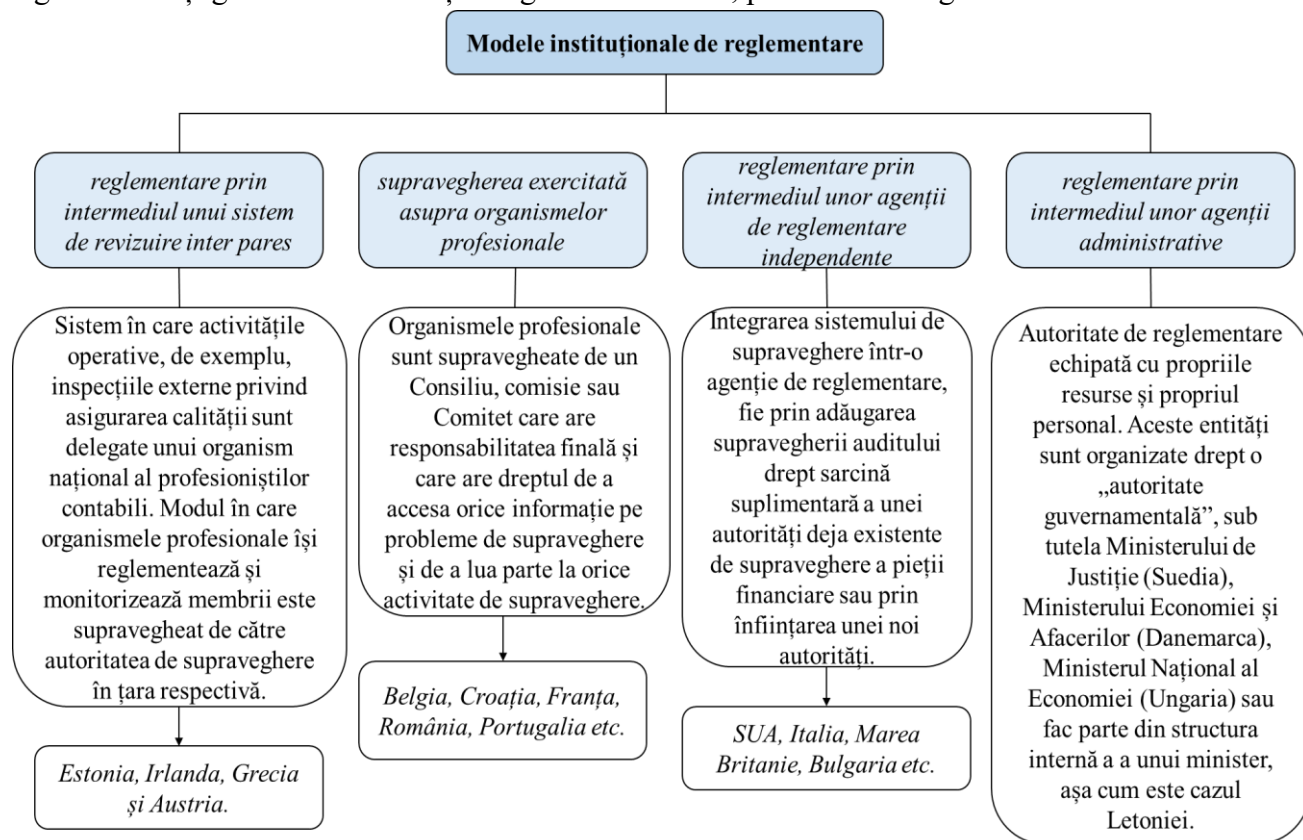 Modele instituționale de reglementare
reglementare prin
intermediul unui sistem
de revizuire inter pares
supravegherea exercitată
asupra organismelor
profesionale
reglementare prin
intermediul unor agenții
de reglementare
independente
reglementare prin
intermediul unor agenții
administrative
Sistem în care activitățile
operative, de exemplu,
inspecțiile externe privind
asigurarea calității sunt
delegate unui organism
național al profesioniștilor
contabili. Modul în care
organismele profesionale își
reglementează și
monitorizează membrii este
supravegheat de către
autoritatea de supraveghere
în țara respectivă.
Organismele profesionale
sunt supravegheate de un
Consiliu, comisie sau
Comitet care are
responsabilitatea finală și
care are dreptul de a
accesa orice informație pe
probleme de supraveghere
și de a lua parte la orice
activitate de supraveghere.
Integrarea sistemului de
supraveghere într-o
agenție de reglementare,
fie prin adăugarea
supravegherii auditului
drept sarcină
suplimentară a unei
autorități deja existente
de supraveghere a pieții
financiare sau prin
înființarea unei noi
autorități.
Autoritate de reglementare
echipată cu propriile
resurse și propriul
personal. Aceste entități
sunt organizate drept o
„autoritate
guvernamentală”, sub
tutela Ministerului de
Justiție (Suedia),
Ministerului Economiei și
Afacerilor (Danemarca),
Ministerul Național al
Economiei (Ungaria) sau
fac parte din structura
internă a a unui minister,
așa cum este cazul
Letoniei.
Estonia, Irlanda, Grecia
și Austria.
Belgia, Croația, Franța,
România, Portugalia etc.
SUA, Italia, Marea
Britanie, Bulgaria etc.